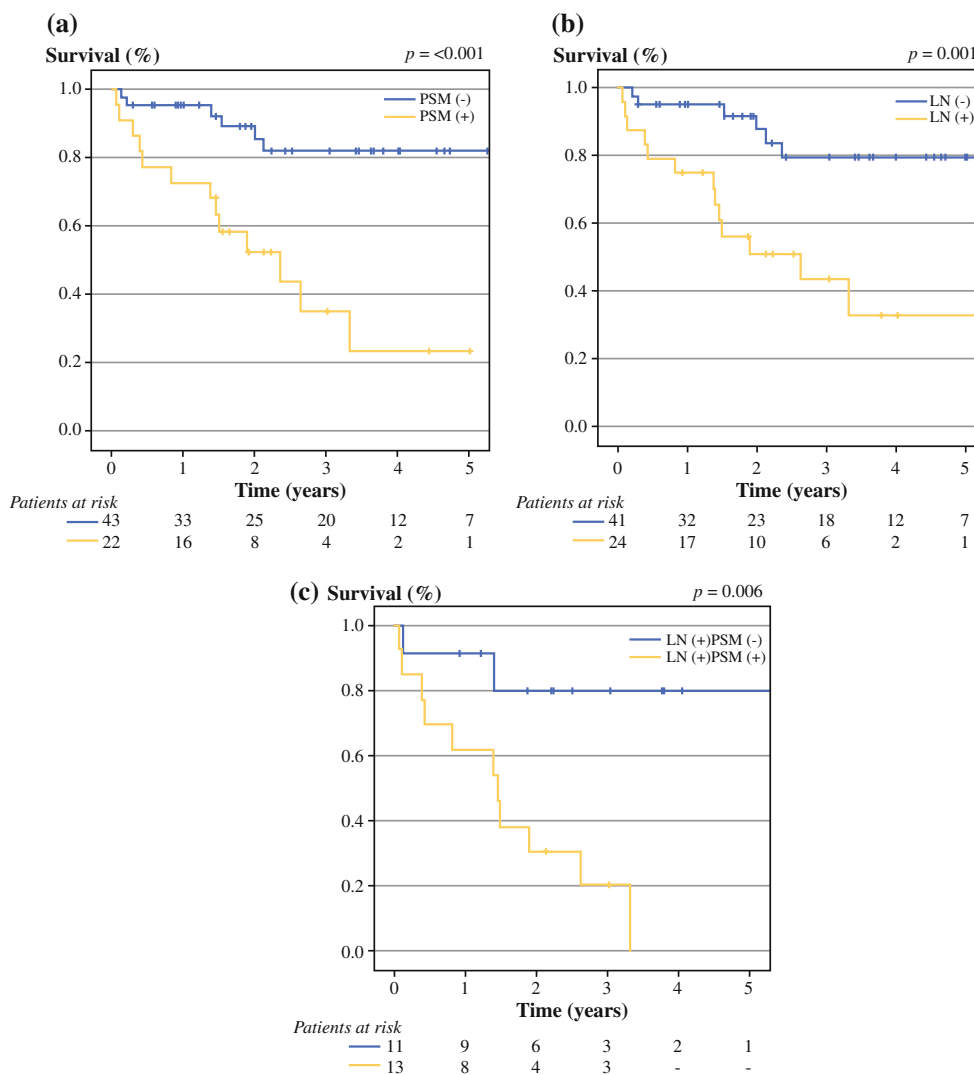 (a)
Survival (%)
p = <0.001
PSM (-)
PSM (+)
1.0
0.8
0.6
0.4
0.2
0.0
0 1 2 3 4 5
Time (years)
Patients at risk
43 33 25 20 12 7
22 16 8 4 2 1
(b)
Survival (%)
p = 0.001
LN (-)
LN (+)
1.0
0.8
0.6
0.4
0.2
0.0
0 1 2 3 4 5
Time (years)
Patients at risk
41 32 23 18 12 7
24 17 10 6 2 1
(c) Survival (%)
p = 0.006
LN (+)PSM (-)
LN (+)PSM (+)
1.0
0.8
0.6
0.4
0.2
0.0
0 1 2 3 4 5
Time (years)
Patients at risk
11 9 6 3 2 1
13 8 4 3 - -